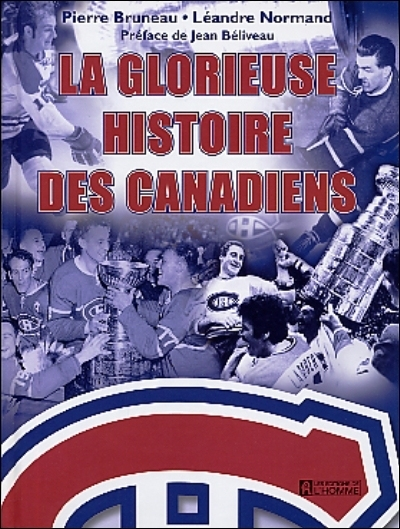 Pierre Bruneau • Léandre Normand
Préface de Jean Béliveau
LA GLORIEUSE
HISTOIRE
DES CANADIENS
LES ÉDITIONS DE
L'HOMME